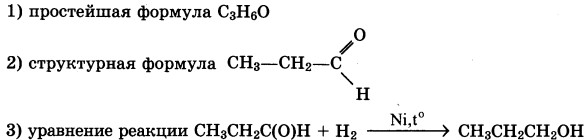 1) простейшая формула C₃H₆O
O
2) структурная формула CH₃—CH₂—C
H
Ni,t°
3) уравнение реакции CH₃CH₂C(O)H + H₂ ⟶ CH₃CH₂CH₂OH